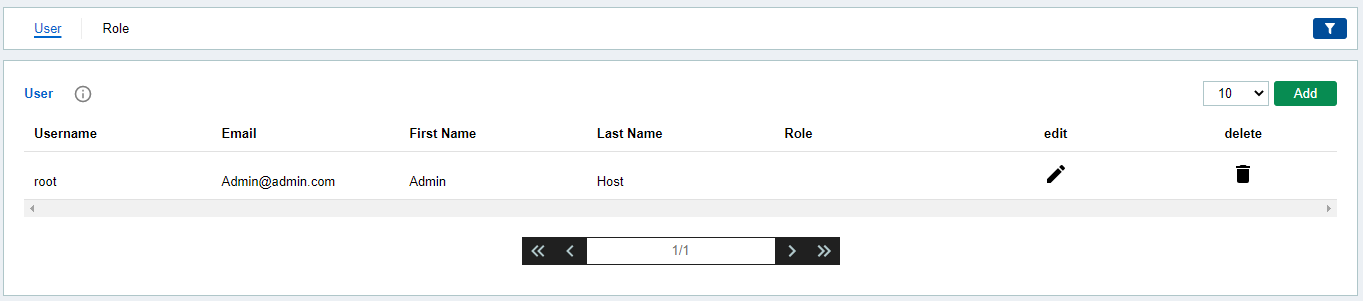 User Role
User 10 Add
Username Email First Name Last Name Role edit delete
root Admin@admin.com Admin Host
1/1